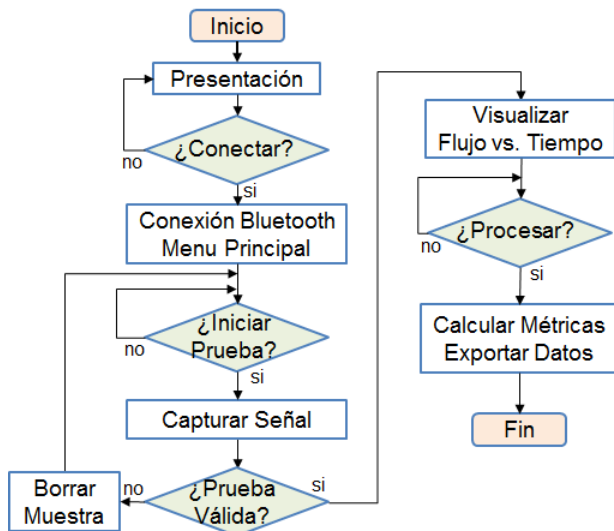 Inicio
Presentación
¿Conectar?
no
si
Conexión Bluetooth
Menu Principal
¿Iniciar
Prueba?
no
si
Capturar Señal
¿Prueba
Válida?
no
si
Borrar
Muestra
Visualizar
Flujo vs. Tiempo
¿Procesar?
no
si
Calcular Métricas
Exportar Datos
Fin